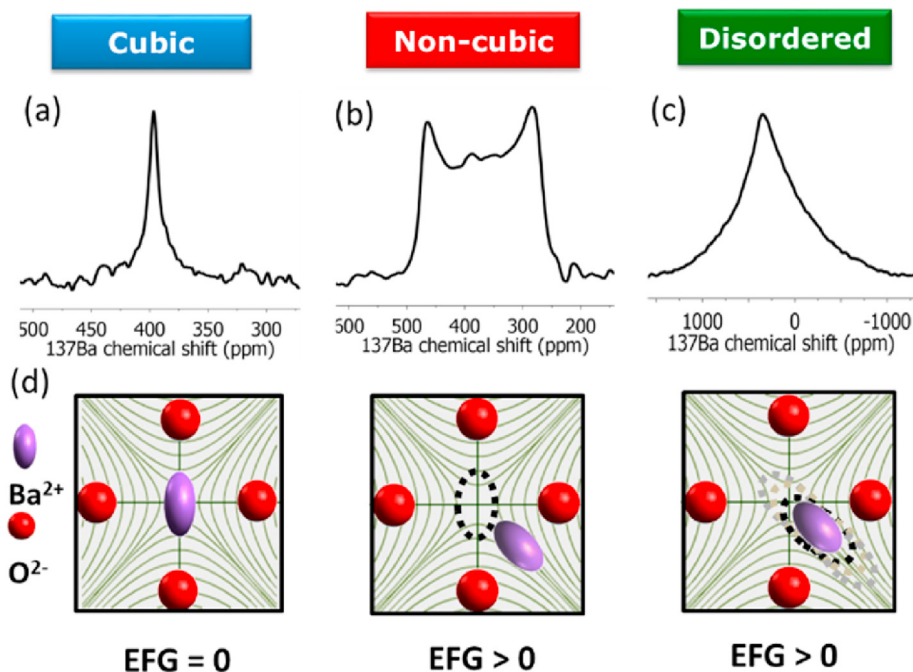 Cubic
Non-cubic
Disordered
(a)
(b)
(c)
500 450 400 350 300
137Ba chemical shift (ppm)
600 500 400 300 200
137Ba chemical shift (ppm)
1000 0 -1000
137Ba chemical shift (ppm)
(d)
Ba²⁺
O²⁻
EFG = 0
EFG > 0
EFG > 0